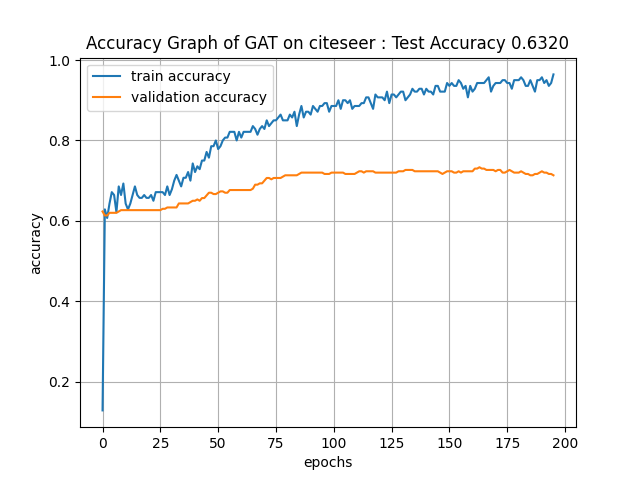 Accuracy Graph of GAT on citeseer : Test Accuracy 0.6320
train accuracy
validation accuracy
1.0
0.8
0.6
0.4
0.2
accuracy
0 25 50 75 100 125 150 175 200
epochs